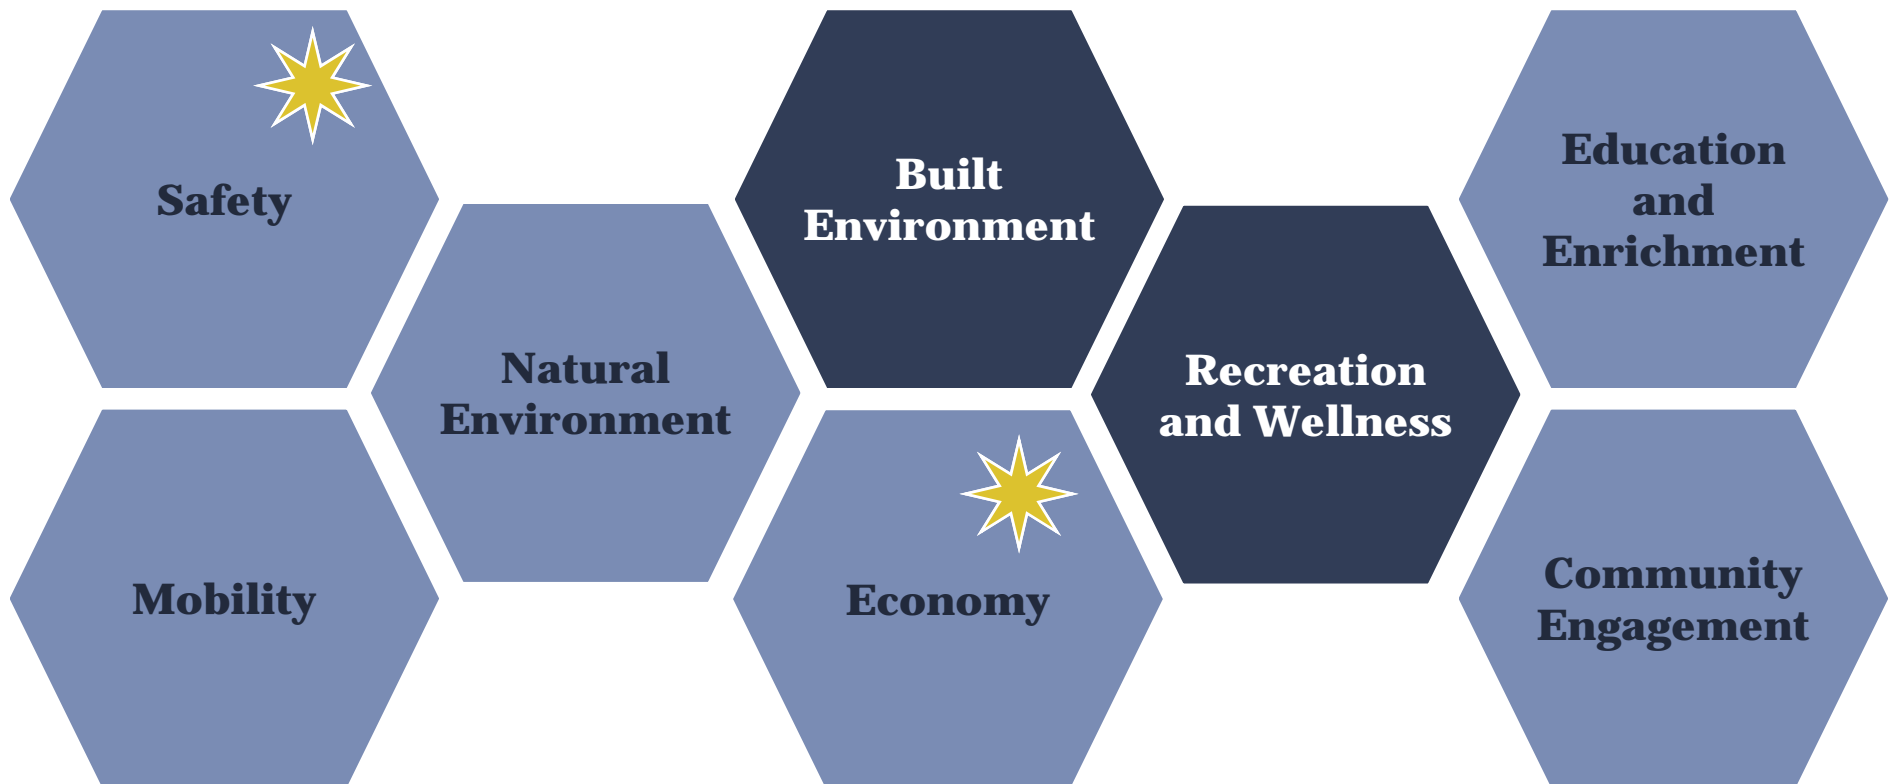 Safety
Mobility
Natural
Environment
Built
Environment
Economy
Recreation
and Wellness
Education
and
Enrichment
Community
Engagement